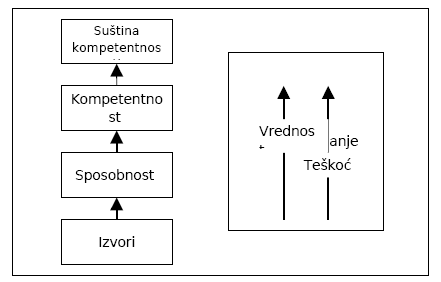 Suština
kompetentnos
Kompetentno
st
Sposobnost
Izvori
Vrednos
anje
Teškoć